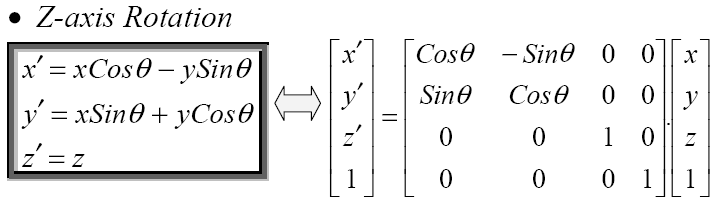 • Z-axis Rotation
x′ = xCosθ − ySinθ
y′ = xSinθ + yCosθ
z′ = z
[x′ y′ z′ 1] = [Cosθ −Sinθ 0 0
Sinθ Cosθ 0 0
0 0 1 0
0 0 0 1] . [x y z 1]